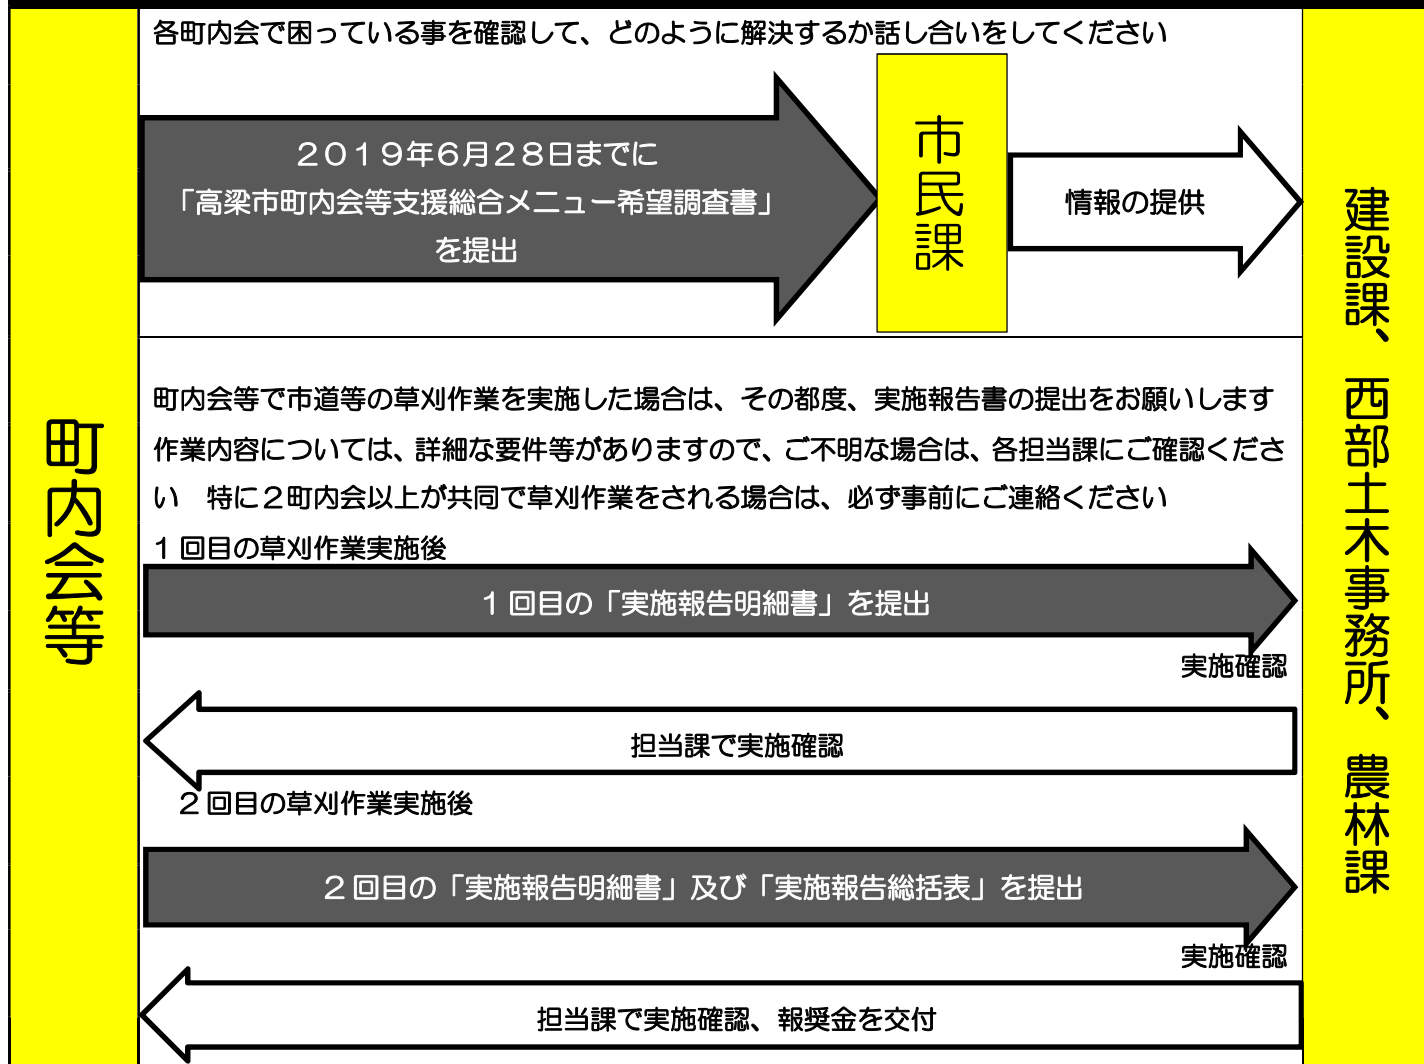 各町内会で困っている事を確認して、どのように解決するか話し合いをしてください
２０１９年６月２８日までに
「高梁市町内会等支援総合メニュー希望調査書」
を提出
市民課
情報の提供
町内会等
建設課、西部土木事務所、農林課
町内会等で市道等の草刈作業を実施した場合は、その都度、実施報告書の提出をお願いします
作業内容については、詳細な要件等がありますので、ご不明な場合は、各担当課にご確認くださ
い　特に２町内会以上が共同で草刈作業をされる場合は、必ず事前にご連絡ください
１回目の草刈作業実施後
１回目の「実施報告明細書」を提出
実施確認
担当課で実施確認
２回目の草刈作業実施後
２回目の「実施報告明細書」及び「実施報告総括表」を提出
実施確認
担当課で実施確認、報奨金を交付